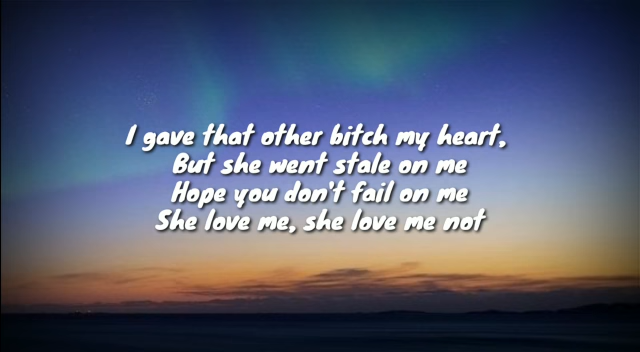 I gave that other bitch my heart,
But she went stale on me
Hope you don't fail on me
She love me, she love me not